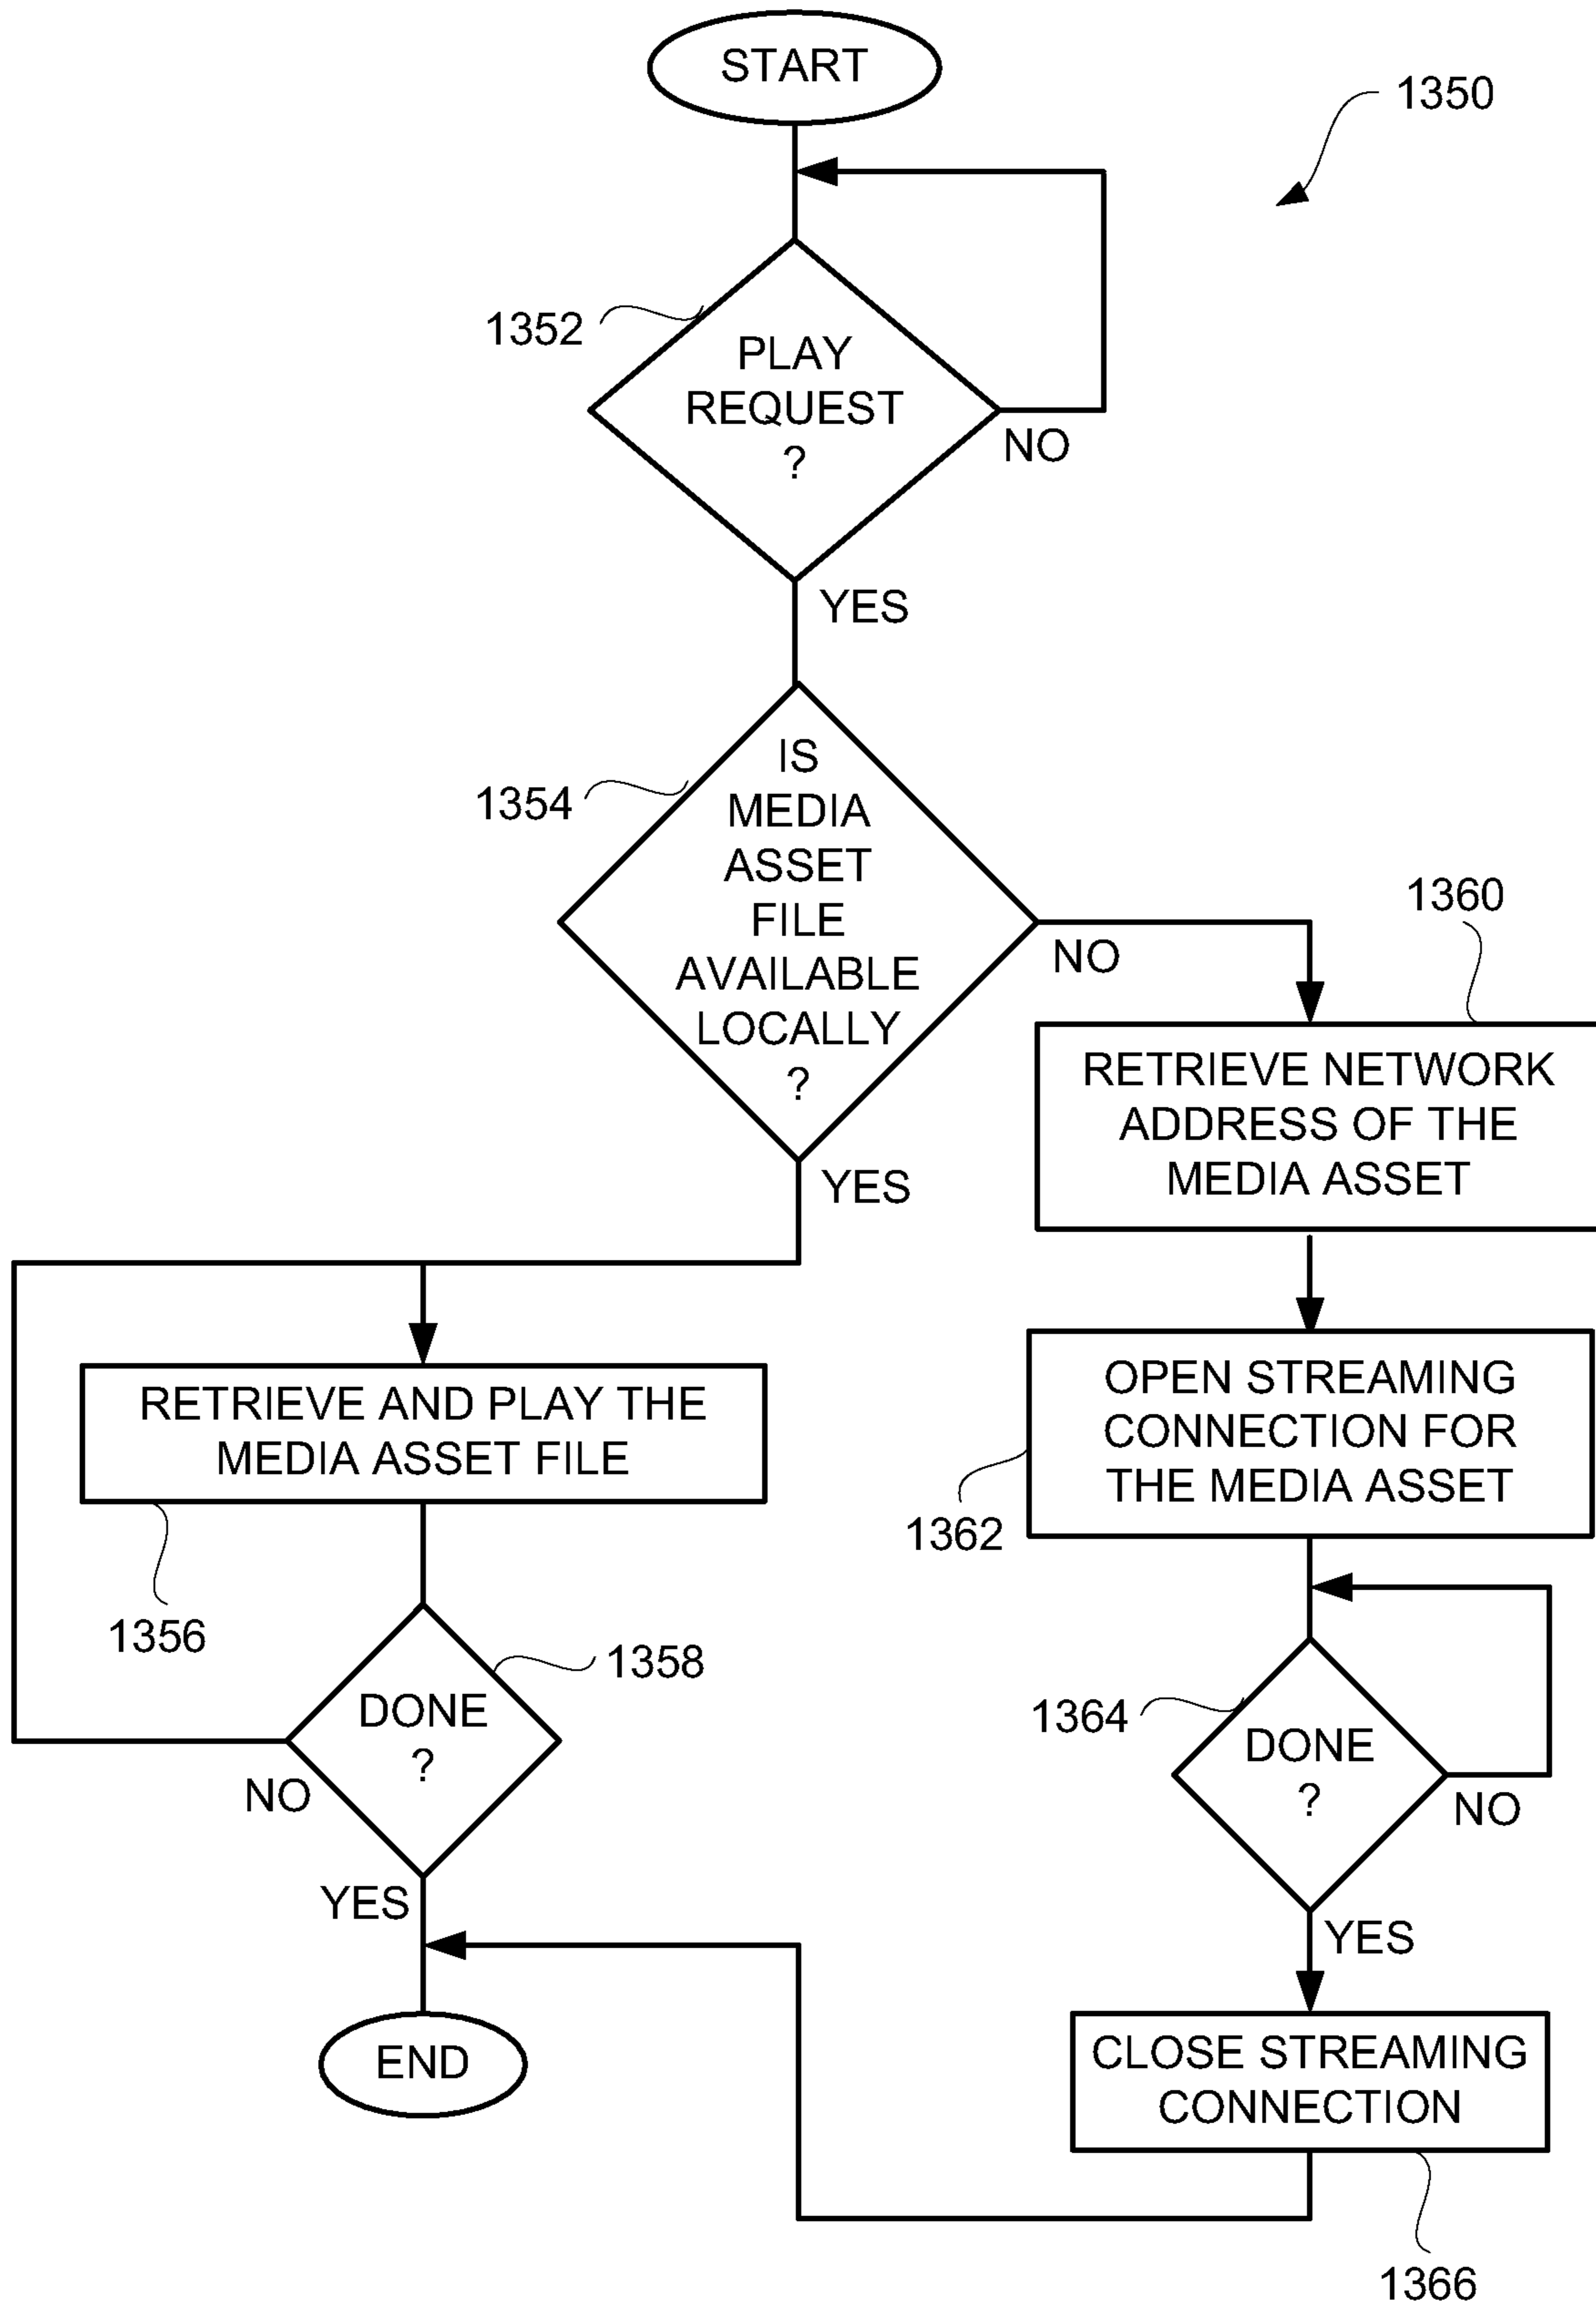 START
1350
1352
PLAY
REQUEST
?
NO
YES
1354
IS
MEDIA
ASSET
FILE
AVAILABLE
LOCALLY
?
NO
YES
1360
RETRIEVE NETWORK
ADDRESS OF THE
MEDIA ASSET
RETRIEVE AND PLAY THE
MEDIA ASSET FILE
1356
OPEN STREAMING
CONNECTION FOR
THE MEDIA ASSET
1362
1358
DONE
?
NO
YES
1364
DONE
?
NO
YES
END
CLOSE STREAMING
CONNECTION
1366